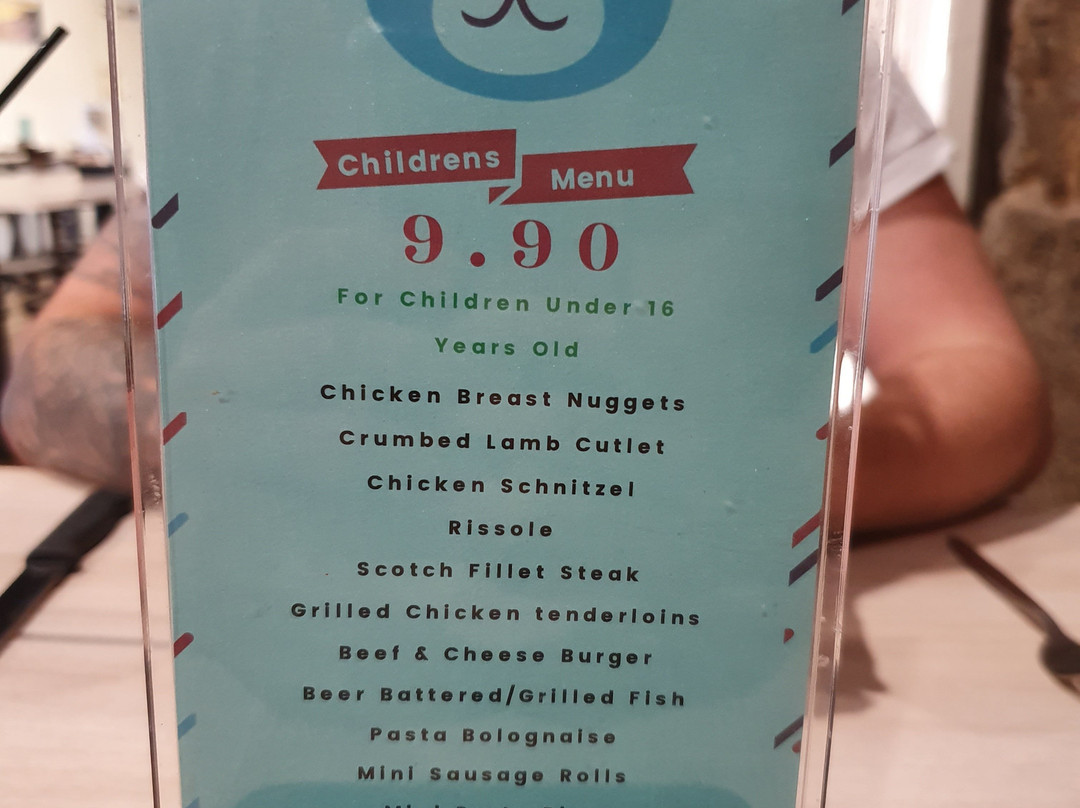 Childrens Menu
9.90
For Children Under 16
Years Old
Chicken Breast Nuggets
Crumbed Lamb Cutlet
Chicken Schnitzel
Rissole
Scotch Fillet Steak
Grilled Chicken tenderloins
Beef & Cheese Burger
Beer Battered/Grilled Fish
Pasta Bolognaise
Mini Sausage Rolls